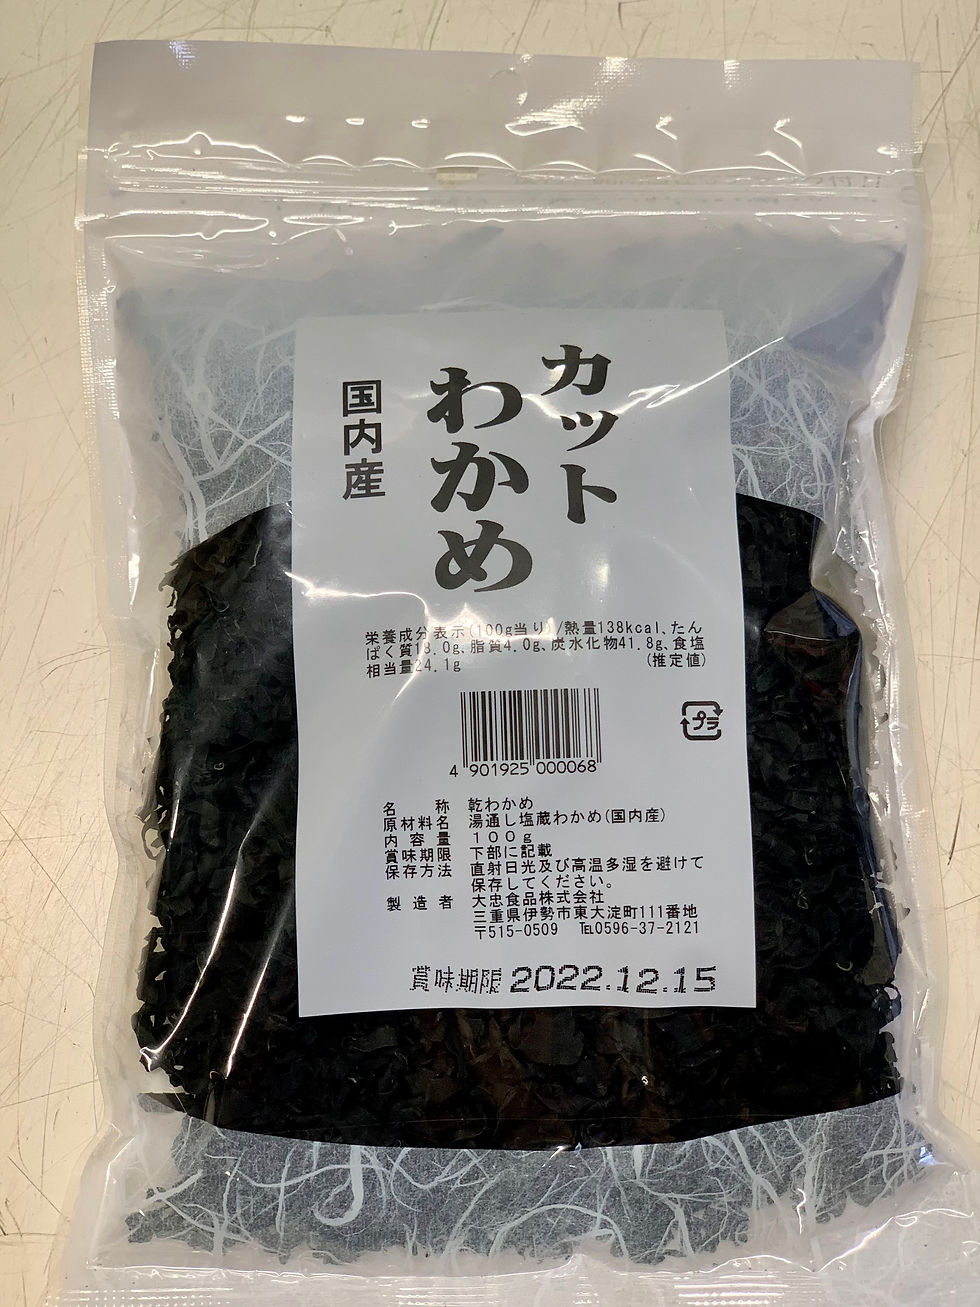 カット
わかめ
国内産
栄養成分表示(100g当り)/熱量138kcal、たん
ぱく質18.0g、脂質4.0g、炭水化物41.8g、食塩
相当量24.1g (推定値)
プラ
4 901925 000068
名称 乾わかめ
原材料名 湯通し塩蔵わかめ(国内産)
内容量 １００ｇ
賞味期限 下部に記載
保存方法 直射日光及び高温多湿を避けて
保存してください。
製造者 大忠食品株式会社
三重県伊勢市東大淀町111番地
〒515-0509 ℡0596-37-2121
賞味期限 2022.12.15